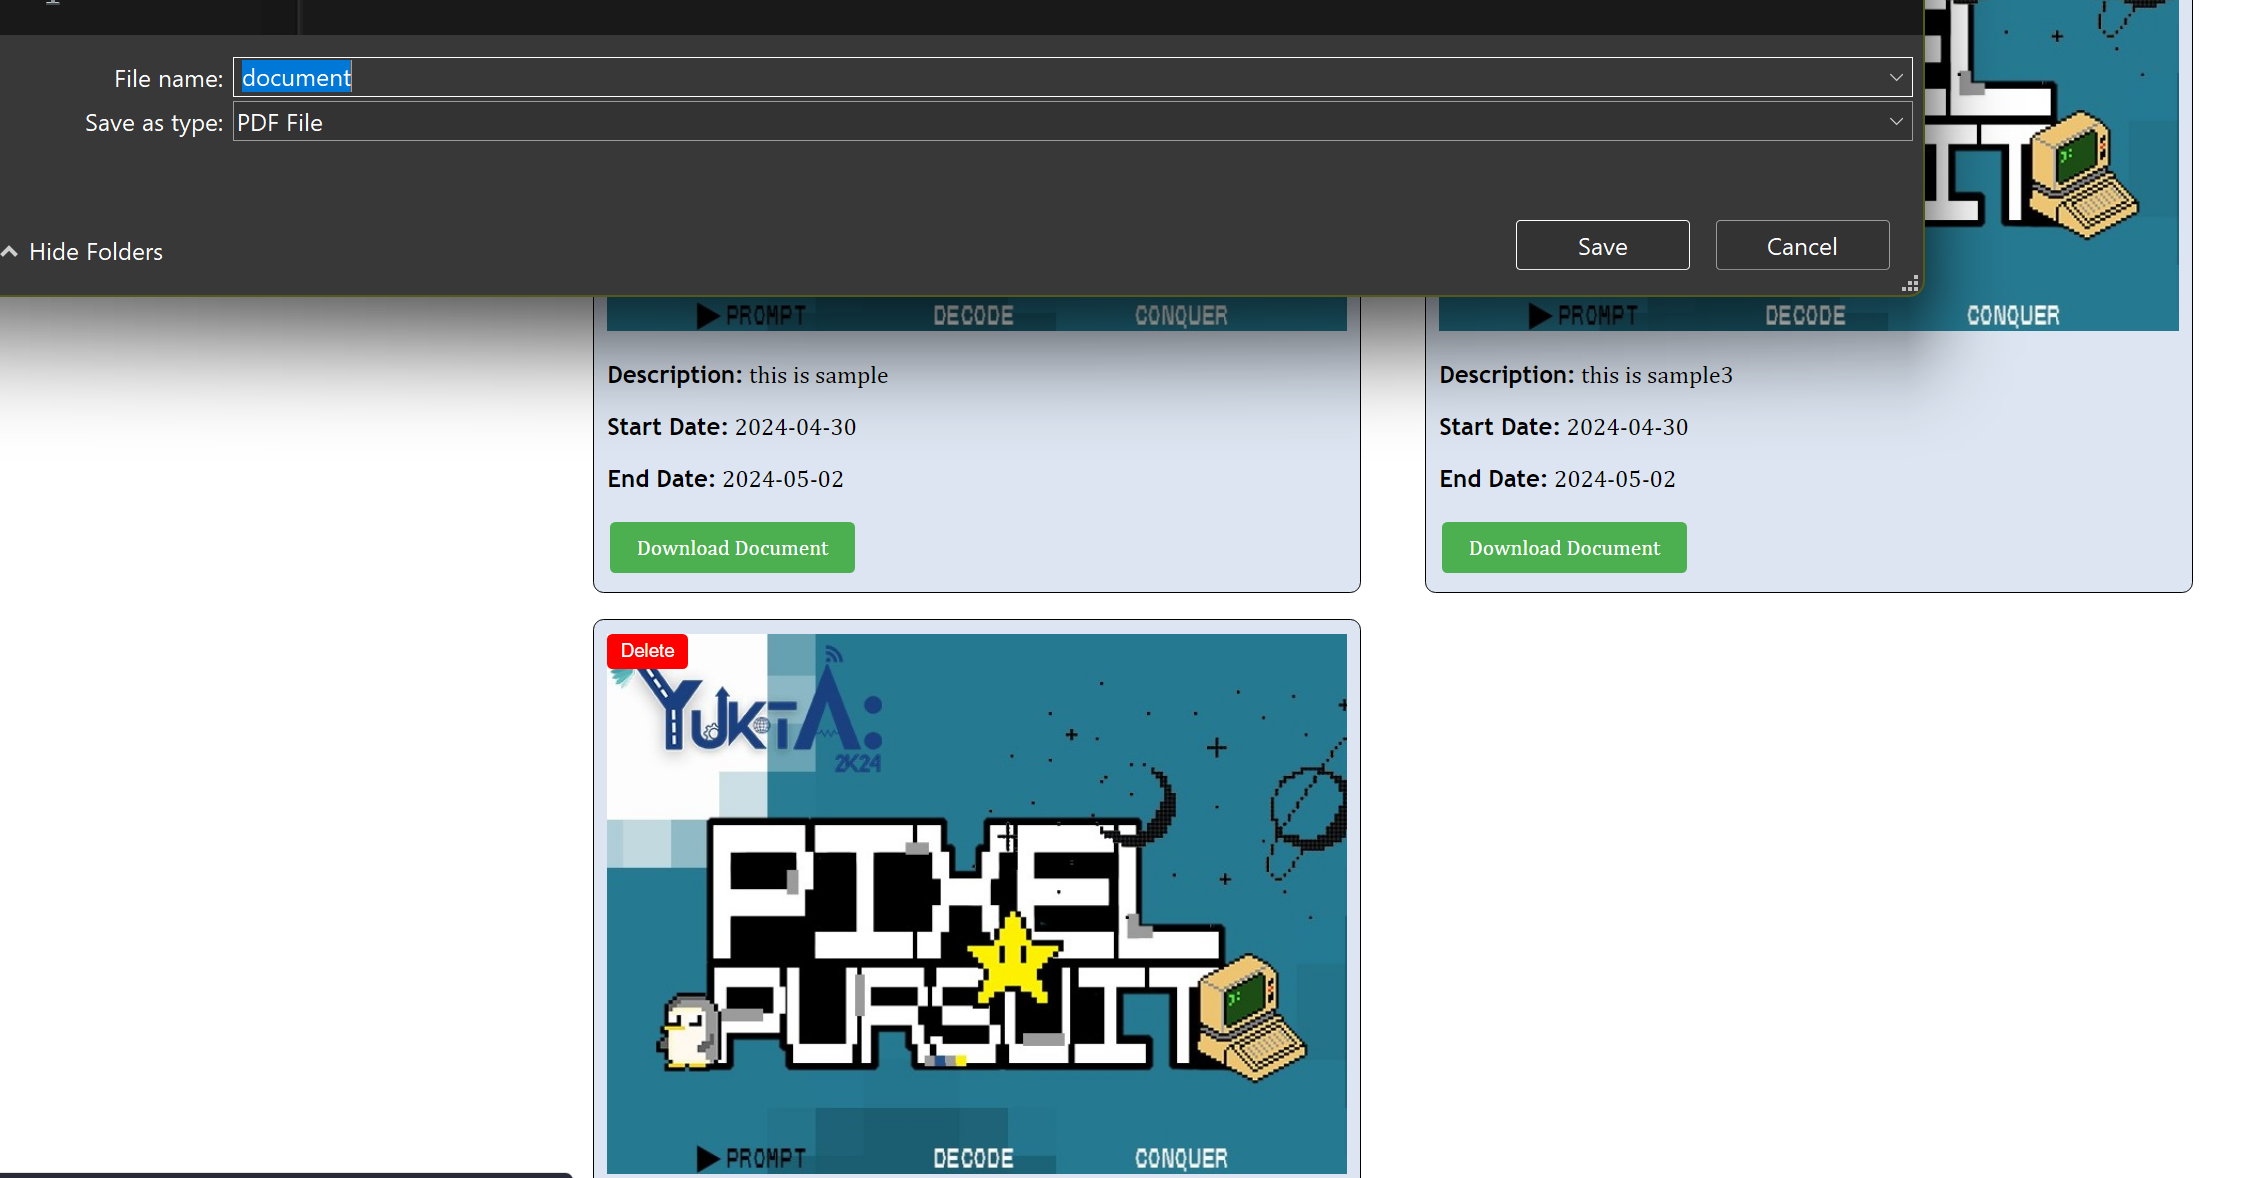 File name: document
Save as type: PDF File
Hide Folders
Save Cancel
PROMPT DECODE CONQUER
Description: this is sample
Start Date: 2024-04-30
End Date: 2024-05-02
Download Document
EL
IT
PROMPT DECODE CONQUER
Description: this is sample3
Start Date: 2024-04-30
End Date: 2024-05-02
Download Document
Delete
YUKTA:
2K24
PIXEL
PURSUIT
PROMPT DECODE CONQUER